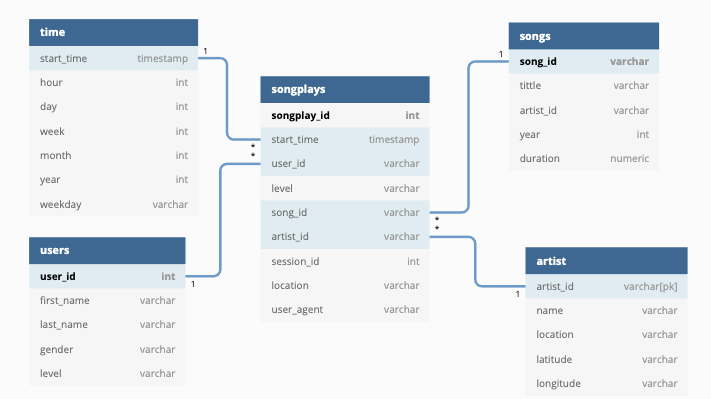 time
start_time timestamp
hour int
day int
week int
month int
year int
weekday varchar
users
user_id int
first_name varchar
last_name varchar
gender varchar
level varchar
songplays
songplay_id int
start_time timestamp
user_id varchar
level varchar
song_id varchar
artist_id varchar
session_id int
location varchar
user_agent varchar
songs
song_id varchar
tittle varchar
artist_id varchar
year int
duration numeric
artist
artist_id varchar[pk]
name varchar
location varchar
latitude varchar
longitude varchar
1
*
*
1
1
*
*
1